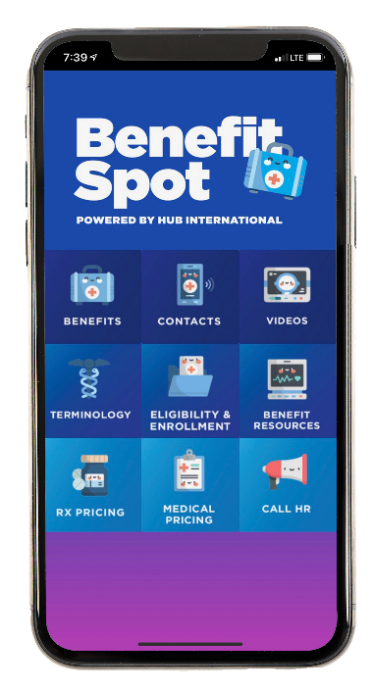 7:39
LTE
Benefit
Spot
POWERED BY HUB INTERNATIONAL
BENEFITS
CONTACTS
VIDEOS
TERMINOLOGY
ELIGIBILITY &
ENROLLMENT
BENEFIT
RESOURCES
RX PRICING
MEDICAL
PRICING
CALL HR